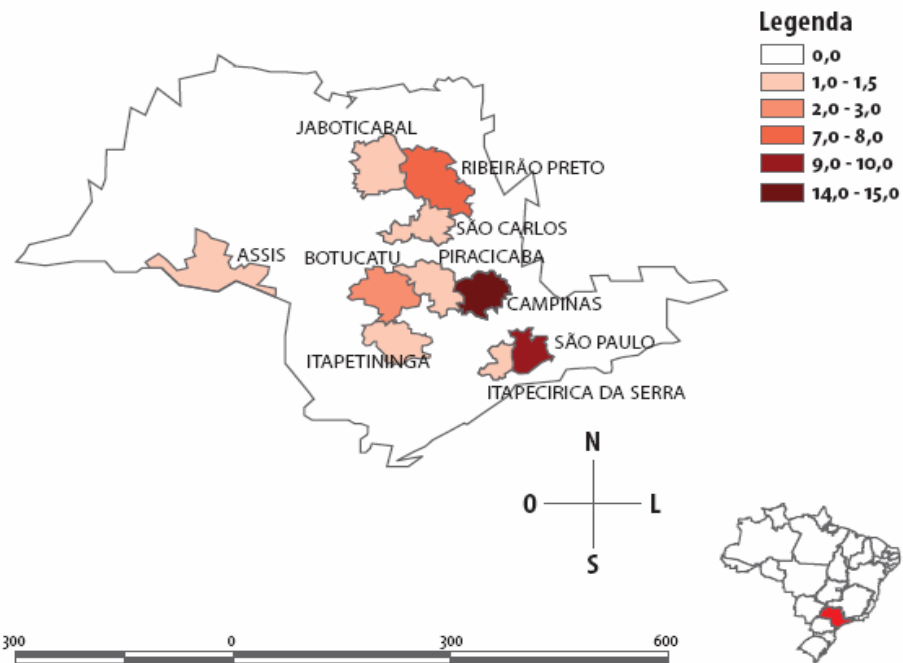 Legenda
0,0
1,0 - 1,5
2,0 - 3,0
7,0 - 8,0
9,0 - 10,0
14,0 - 15,0
JABOTICABAL
RIBEIRÃO PRETO
SÃO CARLOS
ASSIS
BOTUCATU
PIRACICABA
CAMPINAS
SÃO PAULO
ITAPETININGA
ITAPECIRICA DA SERRA
N
O
L
S
300
0
300
600